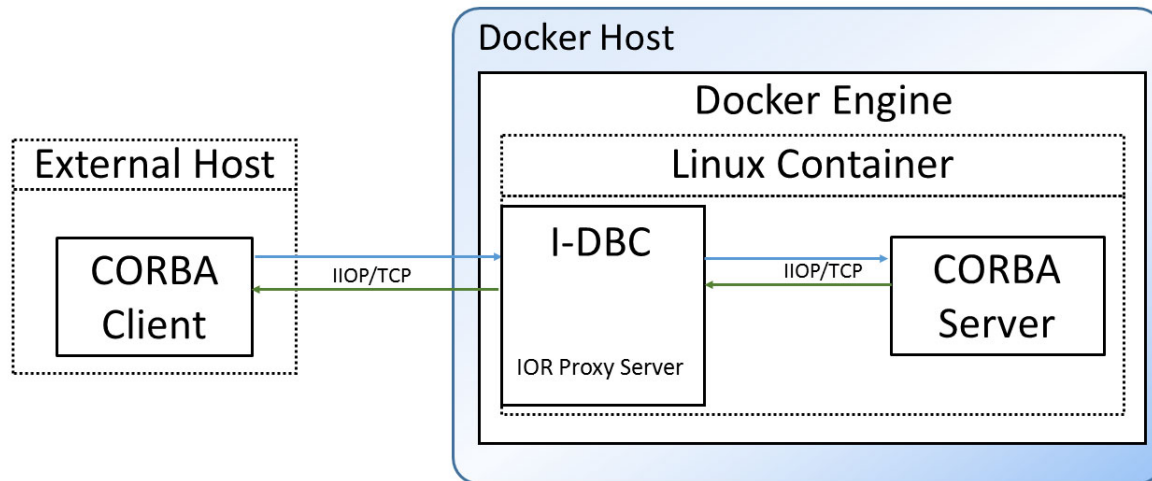 Docker Host
Docker Engine
External Host
Linux Container
CORBA
Client
IIOP/TCP
I-DBC
IOR Proxy Server
IIOP/TCP
CORBA
Server